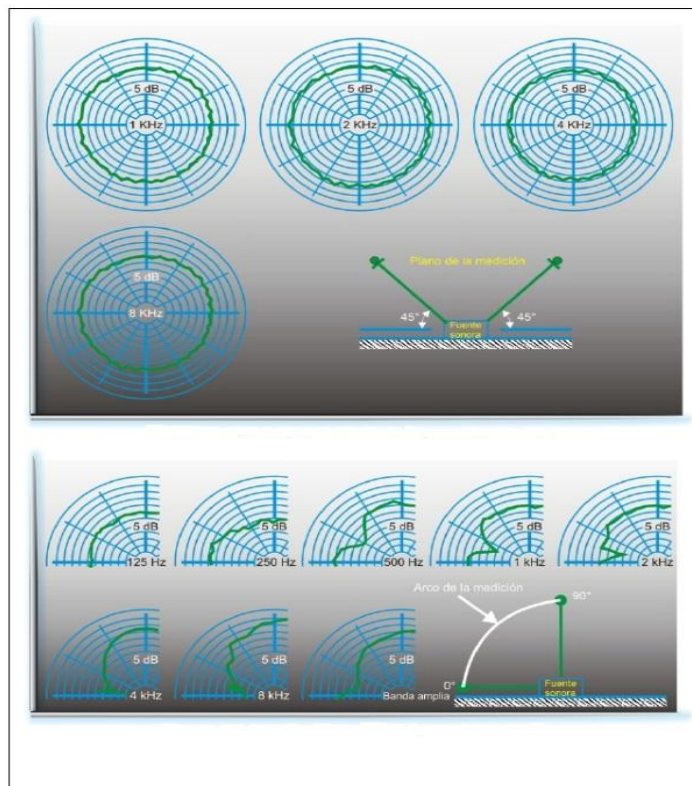 5 dB
1 KHz
5 dB
2 KHz
5 dB
4 KHz
5 dB
8 KHz
Plano de la medición
45°
45°
Fuente
sonora
5 dB
125 Hz
5 dB
250 Hz
5 dB
500 Hz
5 dB
1 kHz
5 dB
2 kHz
5 dB
4 kHz
5 dB
8 kHz
5 dB
Banda amplia
Arco de la medición
90°
0°
Fuente
sonora